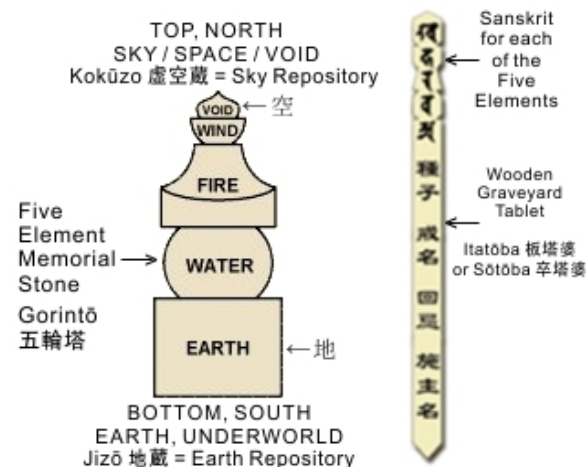 TOP, NORTH
SKY / SPACE / VOID
Kokūzo 虚空蔵 = Sky Repository
VOID
←空
WIND
FIRE
Five
Element
Memorial
Stone
Gorintō
五輪塔
WATER
EARTH
←地
BOTTOM, SOUTH
EARTH, UNDERWORLD
Jizō 地蔵 = Earth Repository
種子
戒名
回忌
施主名
Sanskrit
for each
of the
Five
Elements
Wooden
Graveyard
Tablet
Itatōba 板塔婆
or Sōtōba 卒塔婆